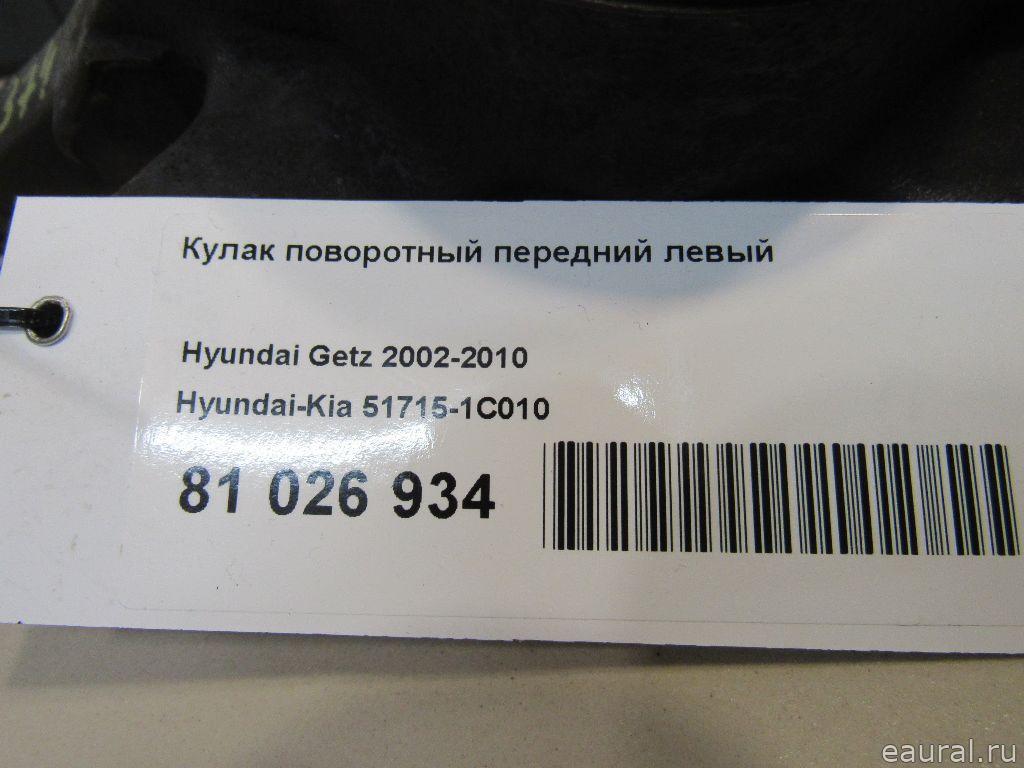 Кулак поворотный передний левый
Hyundai Getz 2002-2010
Hyundai-Kia 51715-1C010
81 026 934
eaural.ru